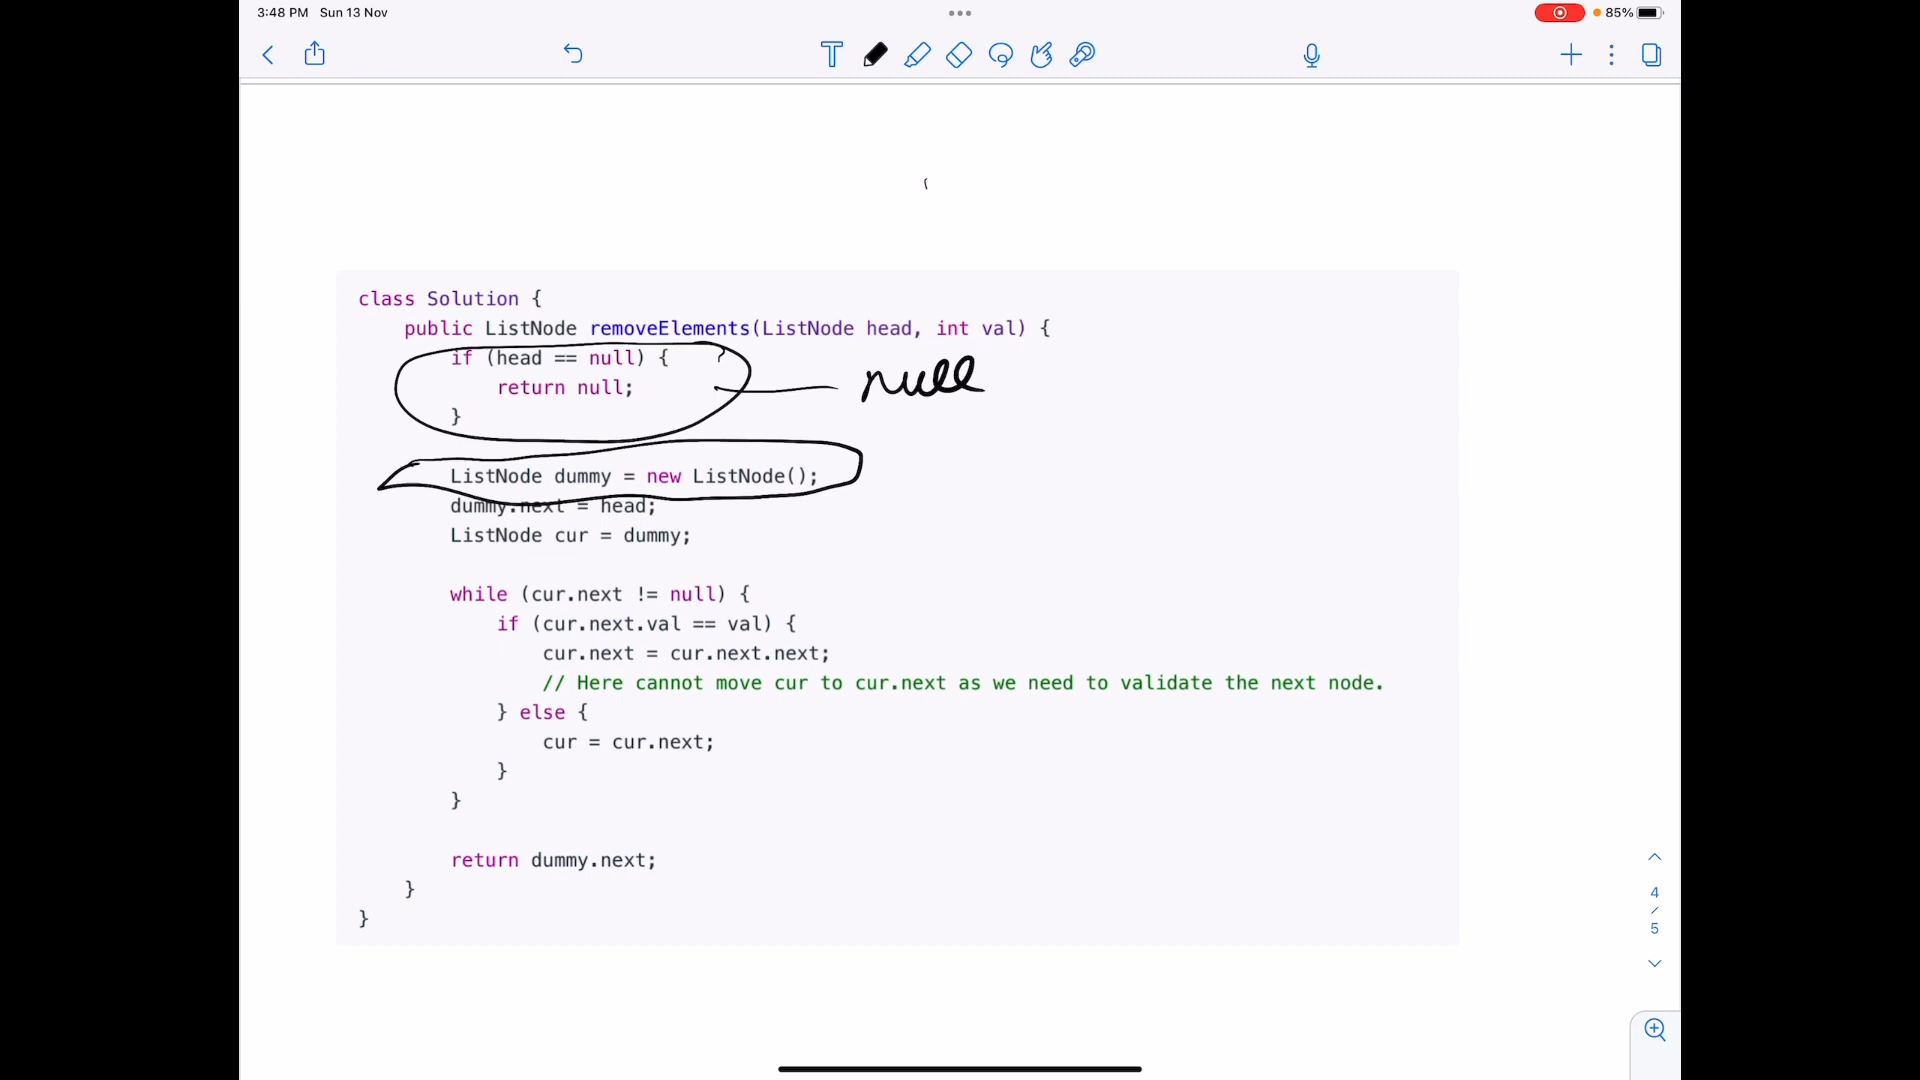 3:48 PM Sun 13 Nov
85%
class Solution {
    public ListNode removeElements(ListNode head, int val) {
        if (head == null) {
            return null;
        }
null
        ListNode dummy = new ListNode();
        dummy.next = head;
        ListNode cur = dummy;
        while (cur.next != null) {
            if (cur.next.val == val) {
                cur.next = cur.next.next;
                // Here cannot move cur to cur.next as we need to validate the next node.
            } else {
                cur = cur.next;
            }
        }
        return dummy.next;
    }
}
4
/
5